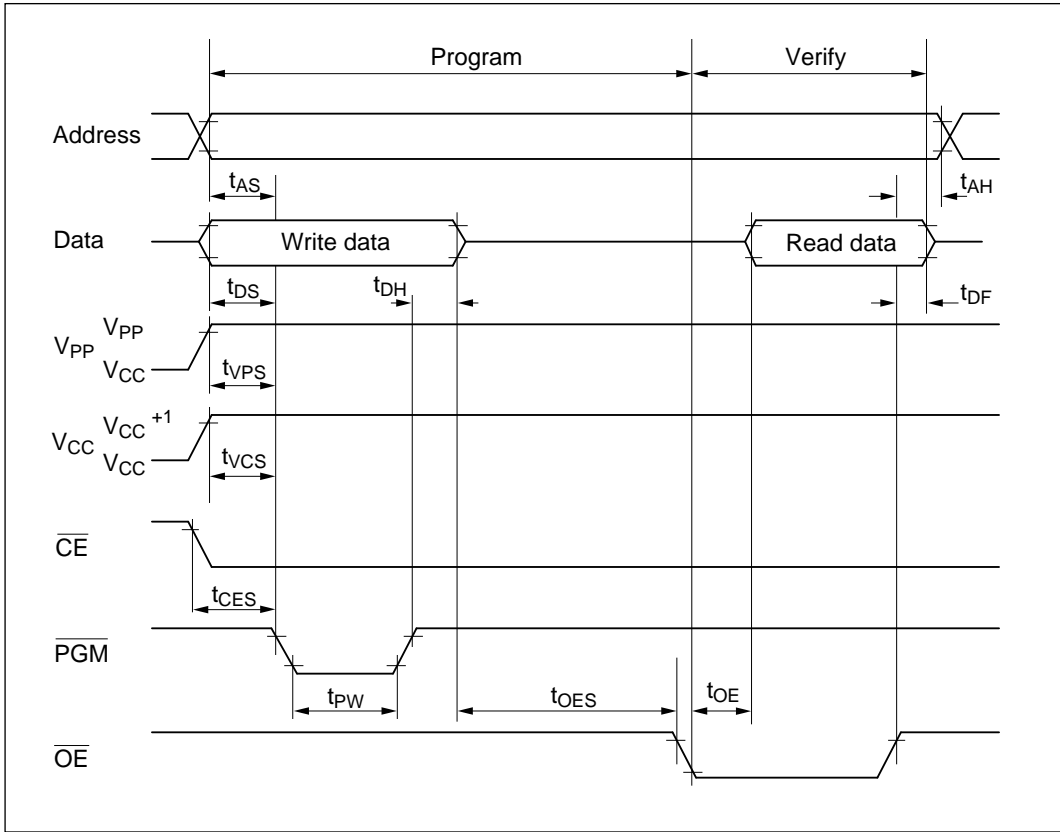 Program Verify
Address
tAS tAH
Data Write data Read data
tDS tDH tDF
VPP VPP
VCC
tVPS
VCC VCC +1
VCC
tVCS
CE
tCES
PGM
tPW tOES tOE
OE